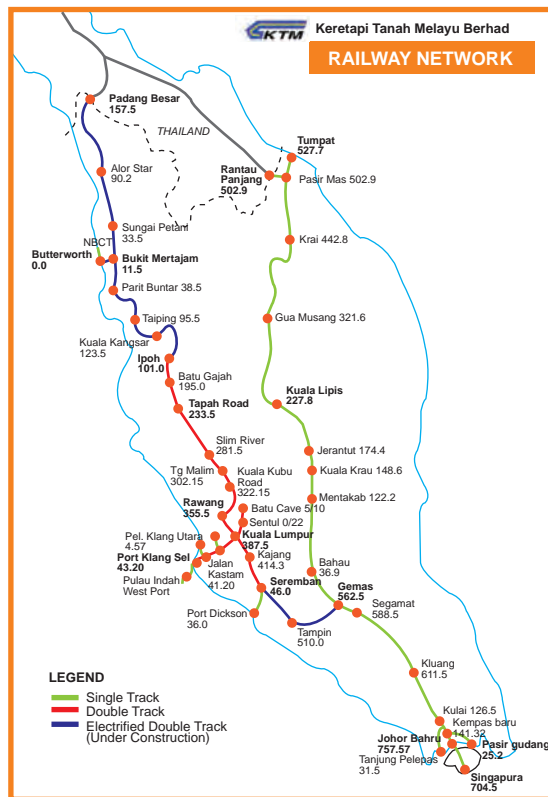 KTM
Keretapi Tanah Melayu Berhad
RAILWAY NETWORK
Padang Besar
157.5
THAILAND
Tumpat
527.7
Rantau
Panjang
502.9
Pasir Mas 502.9
Alor Star
90.2
Sungai Petani
33.5
Krai 442.8
NBCT
Butterworth
0.0
Bukit Mertajam
11.5
Parit Buntar 38.5
Taiping 95.5
Gua Musang 321.6
Kuala Kangsar
123.5
Ipoh
101.0
Batu Gajah
195.0
Tapah Road
233.5
Kuala Lipis
227.8
Slim River
281.5
Jerantut 174.4
Tg Malim
302.15
Kuala Kubu
Road
322.15
Kuala Krau 148.6
Mentakab 122.2
Rawang
355.5
Batu Cave 5/10
Sentul 0/22
Pel. Klang Utara
4.57
Kuala Lumpur
387.5
Port Klang Sel
43.20
Jalan
Kastam
41.20
Kajang
414.3
Bahau
36.9
Pulau Indah
West Port
Seremban
46.0
Gemas
562.5
Port Dickson
36.0
Segamat
588.5
Tampin
510.0
Kluang
611.5
LEGEND
Single Track
Double Track
Electrified Double Track
(Under Construction)
Kulai 126.5
Kempas baru
141.32
Johor Bahru
757.57
Pasir gudang
25.2
Tanjung Pelepas
31.5
Singapura
704.5